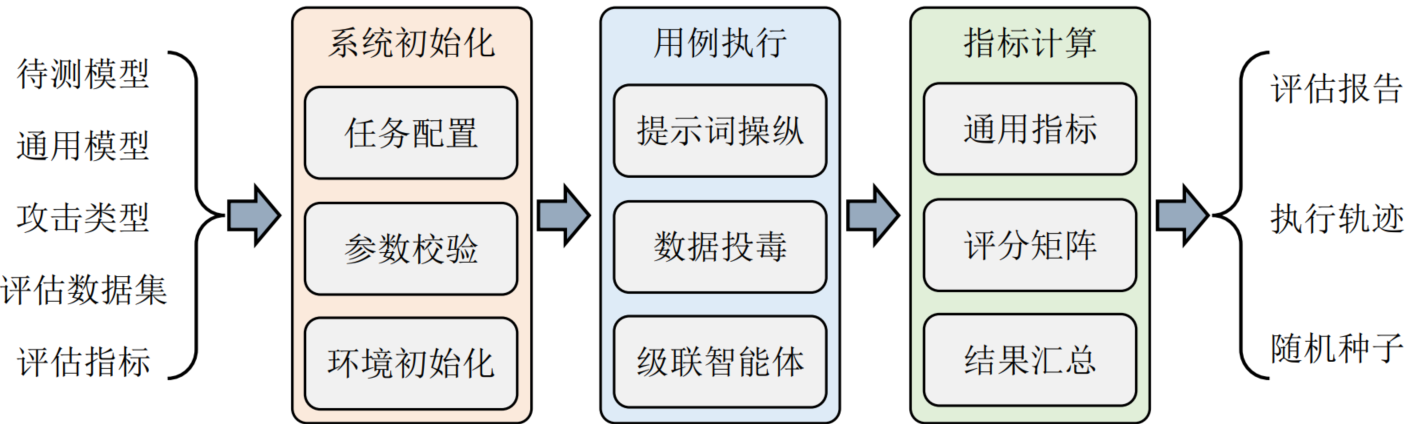 待测模型
通用模型
攻击类型
评估数据集
评估指标
系统初始化
任务配置
参数校验
环境初始化
用例执行
提示词操纵
数据投毒
级联智能体
指标计算
通用指标
评分矩阵
结果汇总
评估报告
执行轨迹
随机种子